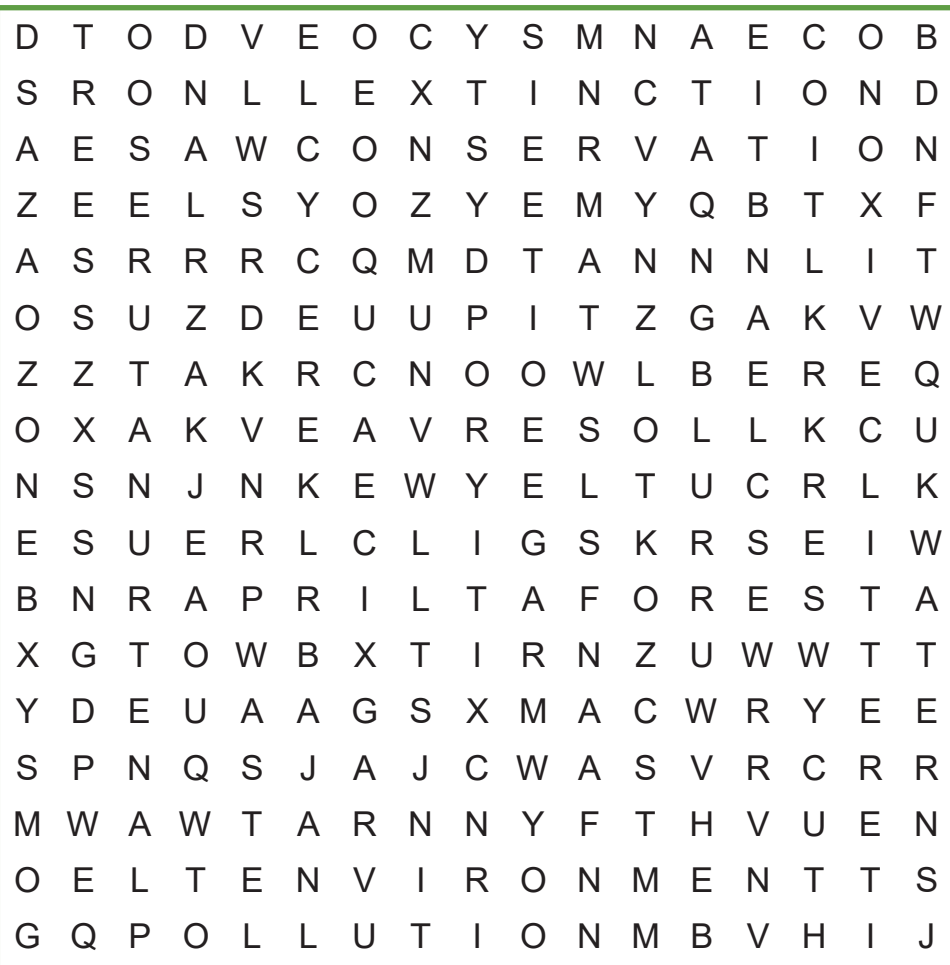 D T O D V E O C Y S M N A E C O B
S R O N L L E X T I N C T I O N D
A E S A W C O N S E R V A T I O N
Z E E L S Y O Z Y E M Y Q B T X F
A S R R R C Q M D T A N N N L I T
O S U Z D E U U P I T Z G A K V W
Z Z T A K R C N O O W L B E R E Q
O X A K V E A V R E S O L L K C U
N S N J N K E W Y E L T U C R L K
E S U E R L C L I G S K R S E I W
B N R A P R I L T A F O R E S T A
X G T O W B X T I R N Z U W W T T
Y D E U A A G S X M A C W R Y E E
S P N Q S J A J C W A S V R C R R
M W A W T A R N N Y F T H V U E N
O E L T E N V I R O N M E N T T S
G Q P O L L U T I O N M B V H I J